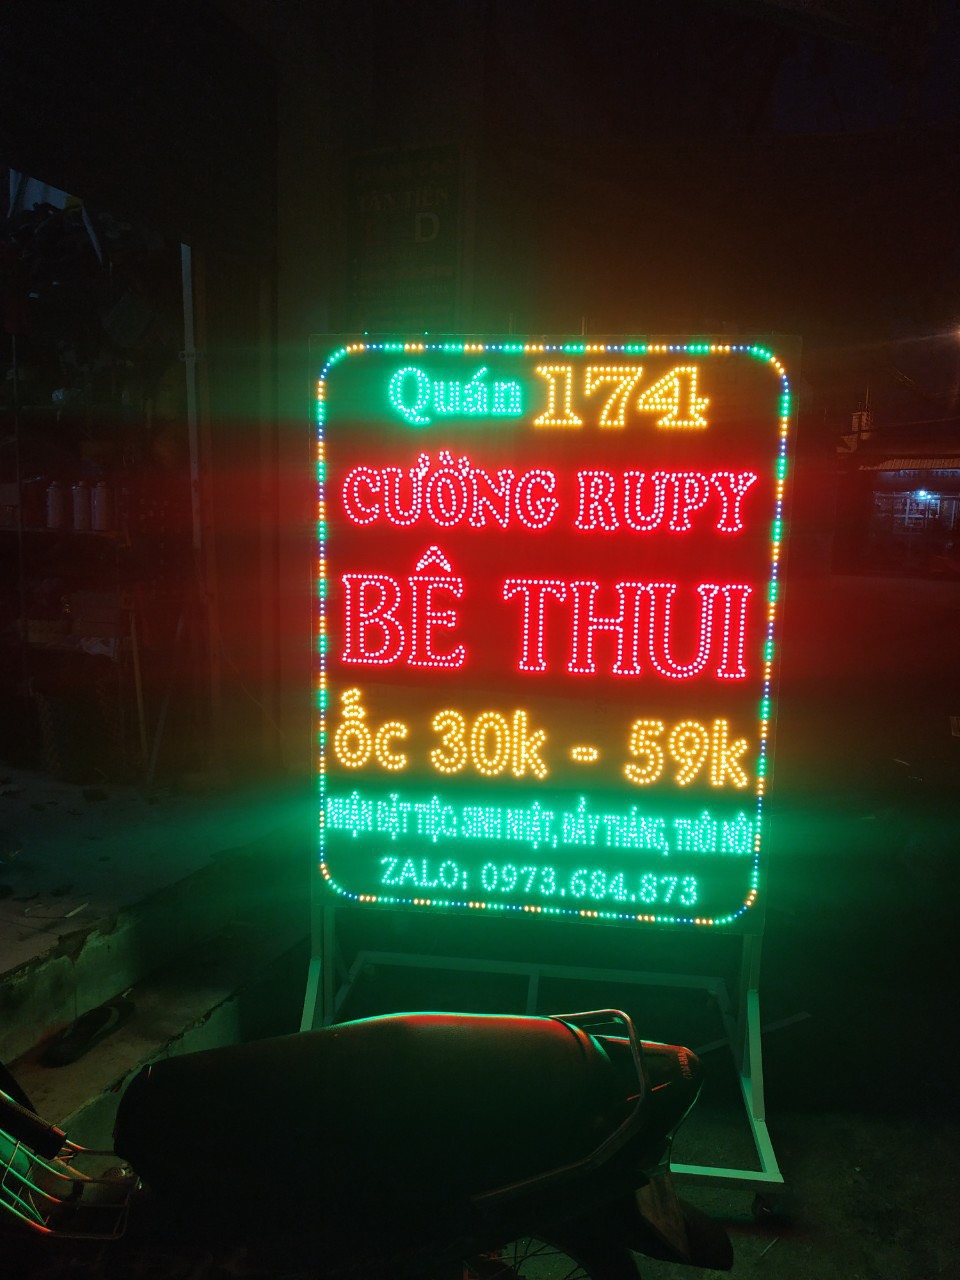 Quán 174
CƯỜNG RUPY
BÊ THUI
ốc 30k - 59k
NHẬN ĐẶT TIỆC: SINH NHẬT, ĐẦY THÁNG, THÔI NÔI
ZALO: 0973.684.873
YAMAHA